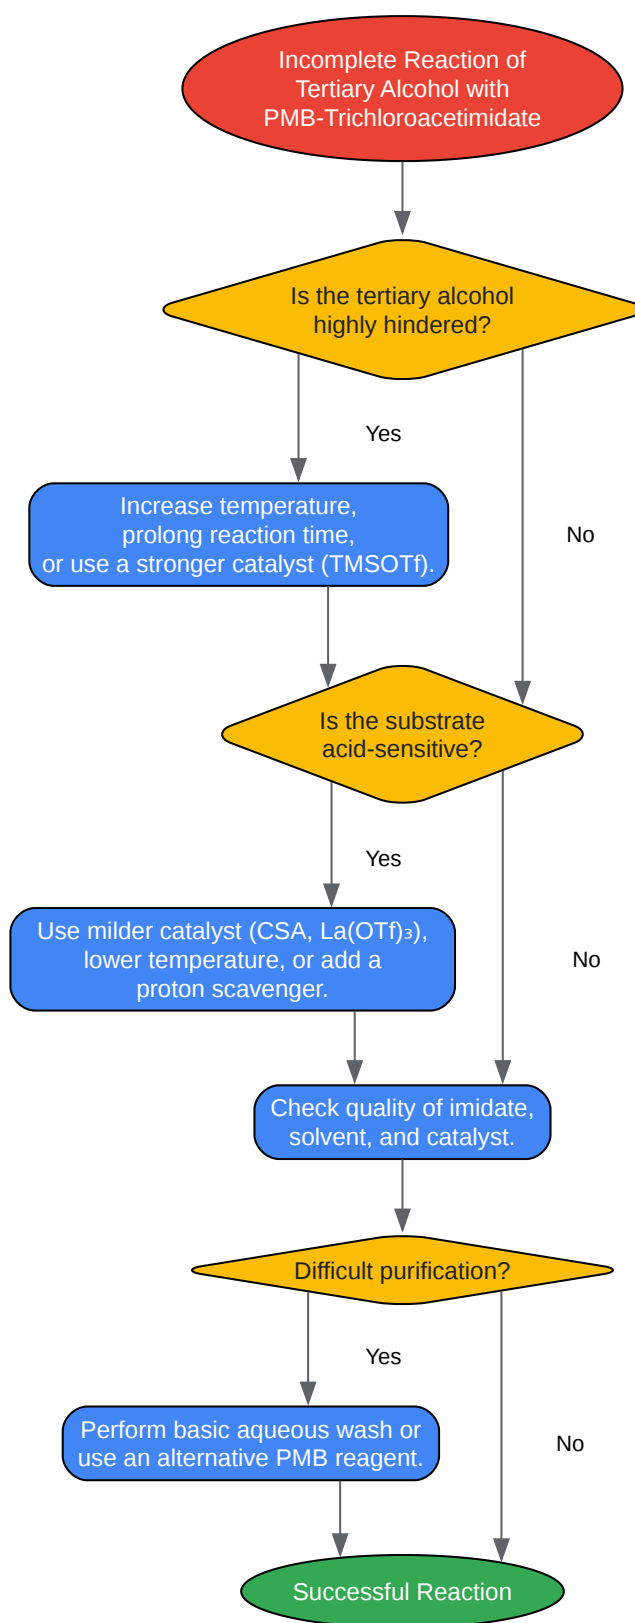 Incomplete Reaction of
Tertiary Alcohol with
PMB-Trichloroacetimidate
Is the tertiary alcohol
highly hindered?
Yes
Increase temperature,
prolong reaction time,
or use a stronger catalyst (TMSOTf).
No
Is the substrate
acid-sensitive?
Yes
Use milder catalyst (CSA, La(OTf)₃),
lower temperature, or add a
proton scavenger.
No
Check quality of imidate,
solvent, and catalyst.
Difficult purification?
Yes
Perform basic aqueous wash or
use an alternative PMB reagent.
No
Successful Reaction